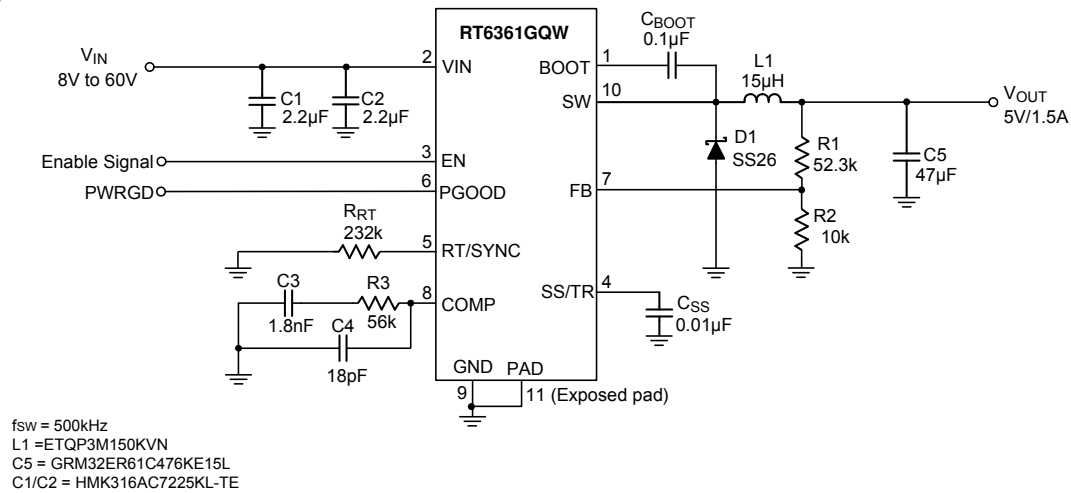 RT6361GQW
CBOOT
0.1µF
VIN
8V to 60V
2
VIN
BOOT
1
C1
2.2µF
C2
2.2µF
SW
10
L1
15µH
VOUT
5V/1.5A
D1
SS26
R1
52.3k
C5
47µF
Enable Signal
3
EN
PWRGD
6
PGOOD
FB
7
R2
10k
RRT
232k
5
RT/SYNC
C3
1.8nF
R3
56k
8
COMP
C4
18pF
SS/TR
4
CSS
0.01µF
GND
PAD
9
11 (Exposed pad)
fSW = 500kHz
L1 =ETQP3M150KVN
C5 = GRM32ER61C476KE15L
C1/C2 = HMK316AC7225KL-TE